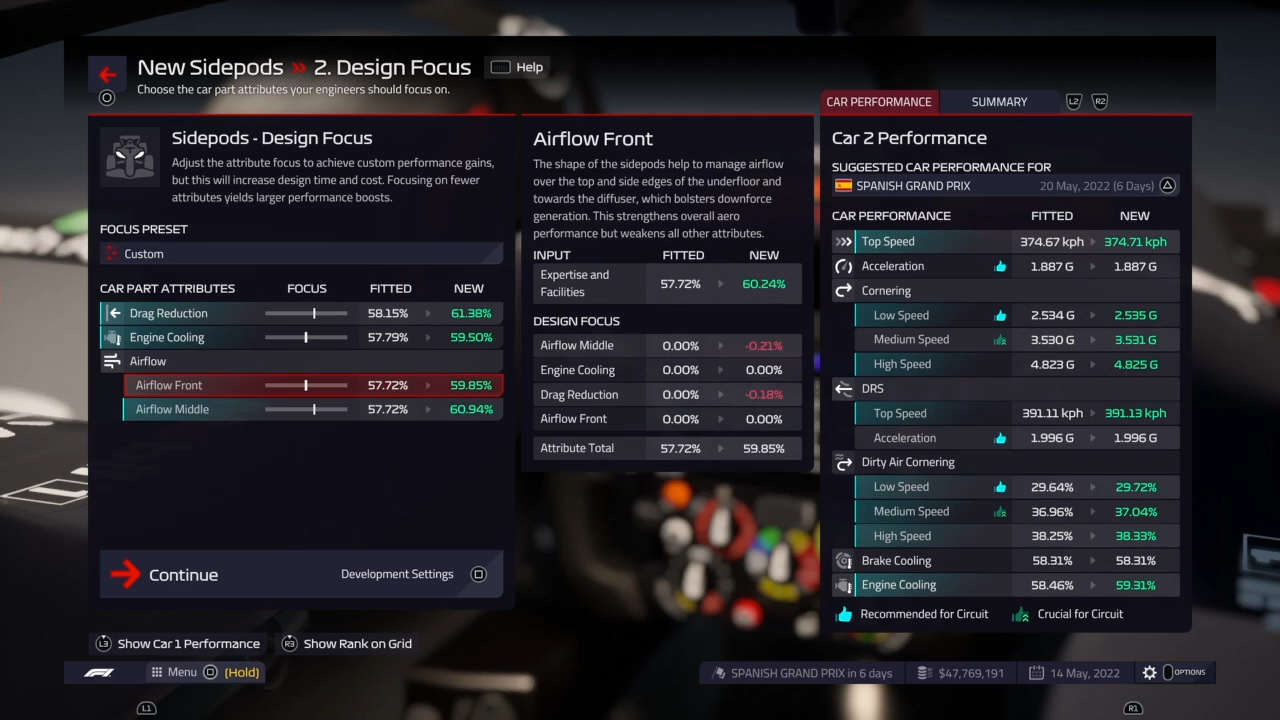 New Sidepods » 2. Design Focus Help
Choose the car part attributes your engineers should focus on.
Sidepods - Design Focus
Adjust the attribute focus to achieve custom performance gains,
but this will increase design time and cost. Focusing on fewer
attributes yields larger performance boosts.
FOCUS PRESET
Custom
CAR PART ATTRIBUTES FOCUS FITTED NEW
Drag Reduction 58.15% 61.38%
Engine Cooling 57.79% 59.50%
Airflow
Airflow Front 57.72% 59.85%
Airflow Middle 57.72% 60.94%
Continue Development Settings
Airflow Front
The shape of the sidepods help to manage airflow
over the top and side edges of the underfloor and
towards the diffuser, which bolsters downforce
generation. This strengthens overall aero
performance but weakens all other attributes.
INPUT FITTED NEW
Expertise and
Facilities 57.72% 60.24%
DESIGN FOCUS
Airflow Middle 0.00% -0.21%
Engine Cooling 0.00% 0.00%
Drag Reduction 0.00% -0.18%
Airflow Front 0.00% 0.00%
Attribute Total 57.72% 59.85%
CAR PERFORMANCE SUMMARY L2 R2
Car 2 Performance
SUGGESTED CAR PERFORMANCE FOR
SPANISH GRAND PRIX 20 May, 2022 (6 Days)
CAR PERFORMANCE FITTED NEW
Top Speed 374.67 kph 374.71 kph
Acceleration 1.887 G 1.887 G
Cornering
Low Speed 2.534 G 2.535 G
Medium Speed 3.530 G 3.531 G
High Speed 4.823 G 4.825 G
DRS
Top Speed 391.11 kph 391.13 kph
Acceleration 1.996 G 1.996 G
Dirty Air Cornering
Low Speed 29.64% 29.72%
Medium Speed 36.96% 37.04%
High Speed 38.25% 38.33%
Brake Cooling 58.31% 58.31%
Engine Cooling 58.46% 59.31%
Recommended for Circuit Crucial for Circuit
L3 Show Car 1 Performance R3 Show Rank on Grid
F1 Menu (Hold) SPANISH GRAND PRIX in 6 days $47,769,191 14 May, 2022 OPTIONS
L1 R1